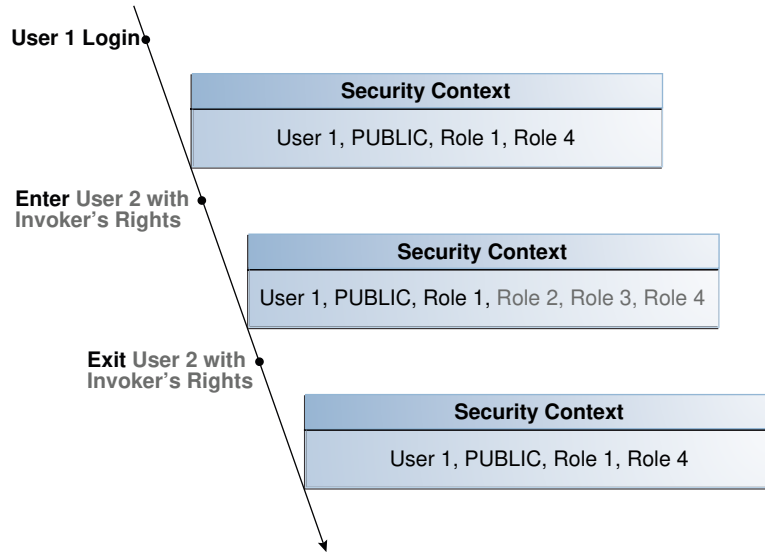 User 1 Login
Security Context
User 1, PUBLIC, Role 1, Role 4
Enter User 2 with
Invoker's Rights
Security Context
User 1, PUBLIC, Role 1, Role 2, Role 3, Role 4
Exit User 2 with
Invoker's Rights
Security Context
User 1, PUBLIC, Role 1, Role 4